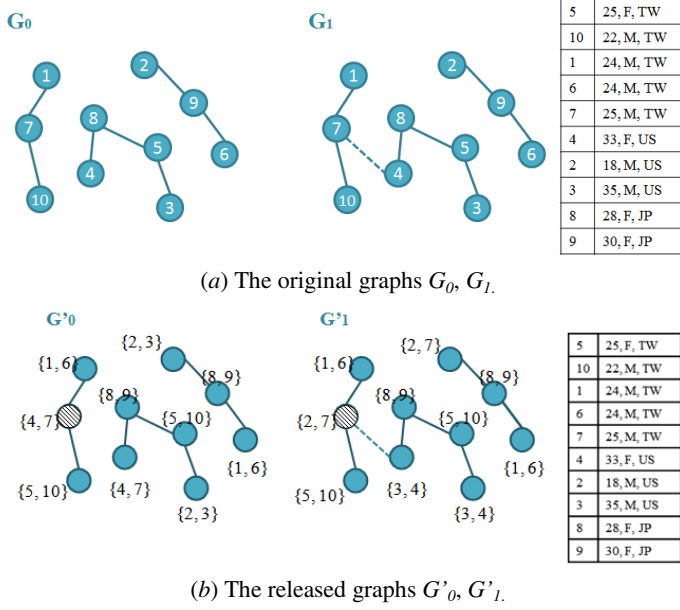 G0
G1
1
2
9
8
7
5
6
4
10
3
1
2
9
8
7
5
6
4
10
3
5 25, F, TW
10 22, M, TW
1 24, M, TW
6 24, M, TW
7 25, M, TW
4 33, F, US
2 18, M, US
3 35, M, US
8 28, F, JP
9 30, F, JP
(a) The original graphs G0, G1.
G'0
G'1
{2, 3}
{1, 6}
{8, 9}
{8, 9}
{4, 7}
{5, 10}
{1, 6}
{5, 10}
{4, 7}
{2, 3}
{2, 7}
{1, 6}
{8, 9}
{8, 9}
{2, 7}
{5, 10}
{1, 6}
{5, 10}
{3, 4}
{3, 4}
5 25, F, TW
10 22, M, TW
1 24, M, TW
6 24, M, TW
7 25, M, TW
4 33, F, US
2 18, M, US
3 35, M, US
8 28, F, JP
9 30, F, JP
(b) The released graphs G'0, G'1.